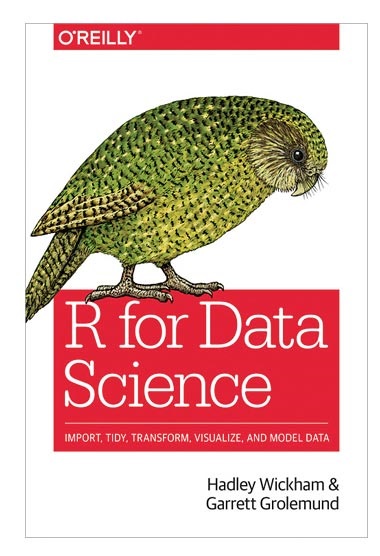 O'REILLY®
R for Data
Science
IMPORT, TIDY, TRANSFORM, VISUALIZE, AND MODEL DATA
Hadley Wickham &
Garrett Grolemund